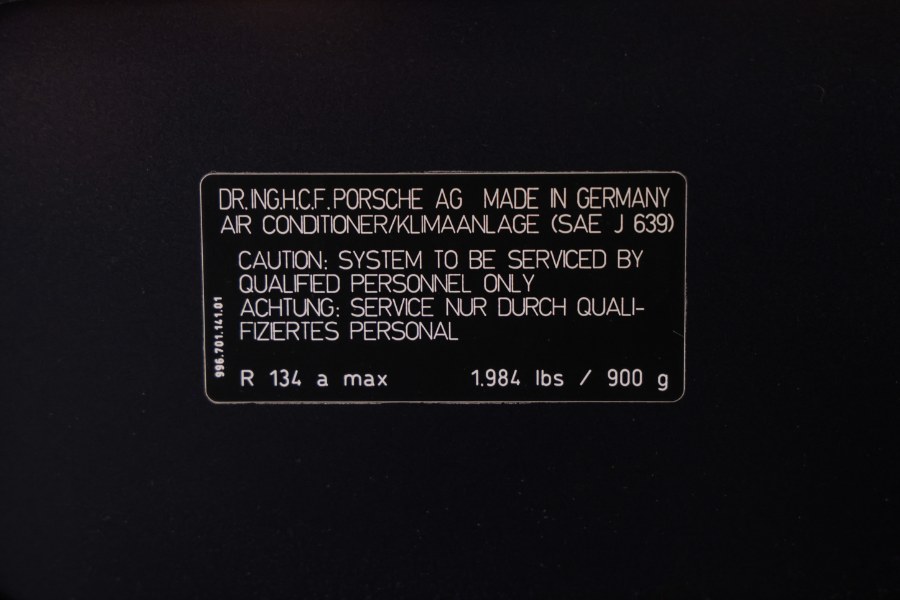 DR.ING.H.C.F.PORSCHE AG MADE IN GERMANY
AIR CONDITIONER/KLIMAANLAGE (SAE J 639)
CAUTION: SYSTEM TO BE SERVICED BY
QUALIFIED PERSONNEL ONLY
ACHTUNG: SERVICE NUR DURCH QUALI-
FIZIERTES PERSONAL
996.701.141.01
R 134 a max 1.984 lbs / 900 g